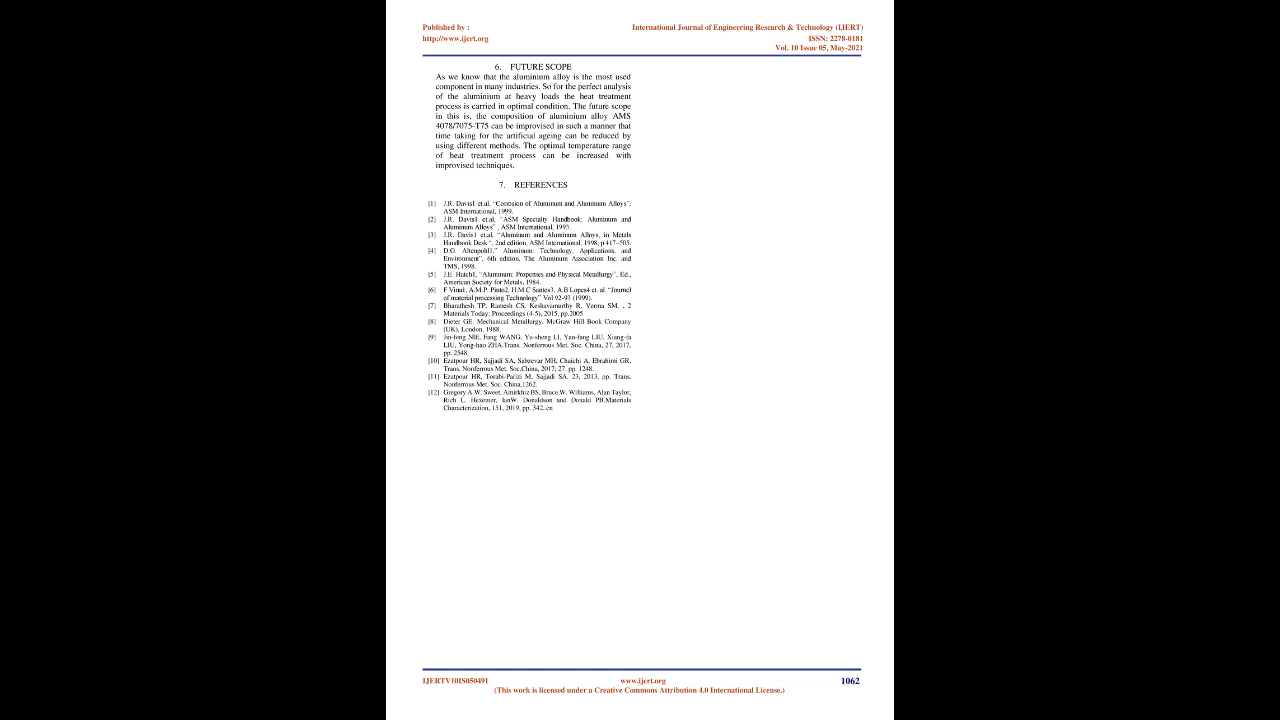 Published by :
http://www.ijert.org
International Journal of Engineering Research & Technology (IJERT)
ISSN: 2278-0181
Vol. 10 Issue 05, May-2021
6. FUTURE SCOPE
As we know that the aluminium alloy is the most used
component in many industries. So for the perfect analysis
of the aluminium at heavy loads the heat treatment
process is carried in optimal condition. The future scope
in this is, the composition of aluminium alloy AMS
4078/7075-T75 can be improvised in such a manner that
time taking for the artificial ageing can be reduced by
using different methods. The optimal temperature range
of heat treatment process can be increased with
improvised techniques.
7. REFERENCES
[1] J.R. Davis1 et.al, “Corrosion of Aluminum and Aluminum Alloys”,
ASM International, 1999.
[2] J.R. Davis1 et.al, “ASM Specialty Handbook: Aluminum and
Aluminum Alloys” , ASM International, 1993.
[3] J.R. Davis1 et.al, “Aluminum and Aluminum Alloys, in Metals
Handbook Desk “, 2nd edition, ASM International, 1998, p 417–505.
[4] D.G. Altenpohl1,” Aluminum: Technology, Applications, and
Environment”, 6th edition, The Aluminum Association Inc. and
TMS, 1998.
[5] J.E. Hatch1, “Aluminum: Properties and Physical Metallurgy”, Ed.,
American Society for Metals, 1984.
[6] F Vina1, A.M.P. Pinto2, H.M.C Santos3, A.B Lopes4 et. al. “Journel
of material processing Technology” Vol 92-93 (1999).
[7] Bharathesh TP, Ramesh CS, Keshavamurthy R, Verma SM. , 2
Materials Today: Proceedings (4-5), 2015, pp.2005
[8] Dieter GE. Mechanical Metallurgy, McGraw Hill Book Company
(UK), London, 1988.
[9] Jin-feng NIE, Fang WANG, Yu-sheng LI, Yan-fang LIU, Xiang-fa
LIU, Yong-hao ZHA.Trans. Nonferrous Met. Soc. China, 27, 2017,
pp. 2548.
[10] Ezatpour HR, Sajjadi SA, Sabzevar MH, Chaichi A, Ebrahimi GR.
Trans. Nonferrous Met. Soc.China, 2017; 27. pp. 1248.
[11] Ezatpour HR, Torabi-Parizi M, Sajjadi SA. 23, 2013, pp. Trans.
Nonferrous Met. Soc. China,1262.
[12] Gregory A.W. Sweet, Amirkhiz BS, Bruce W. Williams, Alan Taylor,
Rich L. Hexemer, IanW. Donaldson and Donald PB.Materials
Characterization, 151, 2019, pp. 342..cn
IJERTV10IS050491
www.ijert.org
(This work is licensed under a Creative Commons Attribution 4.0 International License.)
1062